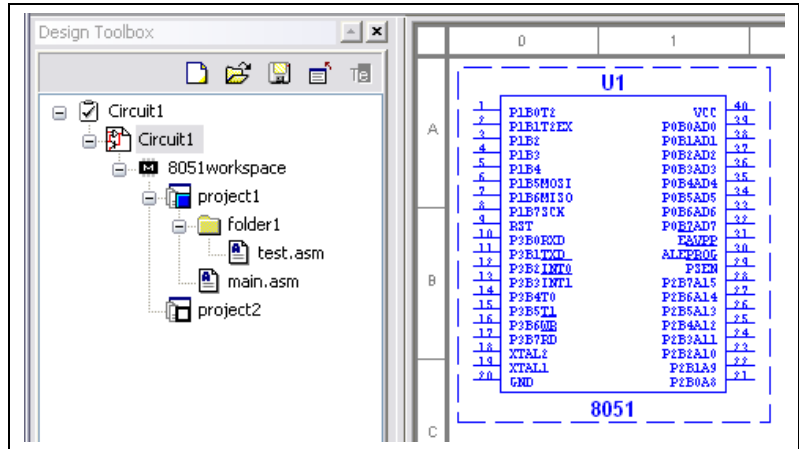 Design Toolbox
Circuit1
Circuit1
8051workspace
project1
folder1
test.asm
main.asm
project2
0 1
A
B
C
U1
1 P1B0T2 VCC 40
2 P1B1T2EX P0B0AD0 39
3 P1B2 P0B1AD1 38
4 P1B3 P0B2AD2 37
5 P1B4 P0B3AD3 36
6 P1B5MOSI P0B4AD4 35
7 P1B6MISO P0B5AD5 34
8 P1B7SCK P0B6AD6 33
9 RST P0B7AD7 32
10 P3B0RXD EAVPP 31
11 P3B1TXD ALEPROG 30
12 P3B2INT0 PSEN 29
13 P3B3INT1 P2B7A15 28
14 P3B4T0 P2B6A14 27
15 P3B5T1 P2B5A13 26
16 P3B6WR P2B4A12 25
17 P3B7RD P2B3A11 24
18 XTAL2 P2B2A10 23
19 XTAL1 P2B1A9 22
20 GND P2B0A8 21
8051